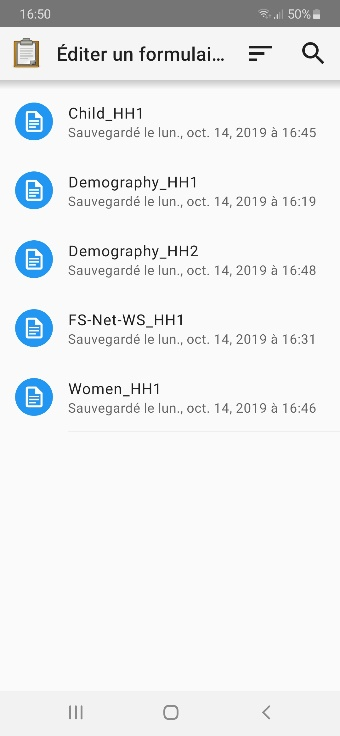 16:50
50%
Éditer un formulai...
Child_HH1
Sauvegardé le lun., oct. 14, 2019 à 16:45
Demography_HH1
Sauvegardé le lun., oct. 14, 2019 à 16:19
Demography_HH2
Sauvegardé le lun., oct. 14, 2019 à 16:48
FS-Net-WS_HH1
Sauvegardé le lun., oct. 14, 2019 à 16:31
Women_HH1
Sauvegardé le lun., oct. 14, 2019 à 16:46